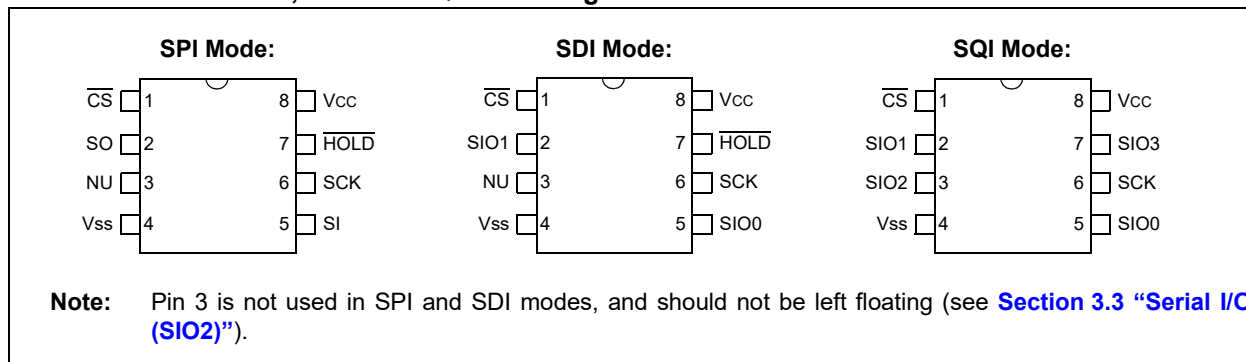 SPI Mode:
SDI Mode:
SQI Mode:
CS 1 8 Vcc
SO 2 7 HOLD
NU 3 6 SCK
Vss 4 5 SI
CS 1 8 Vcc
SIO1 2 7 HOLD
NU 3 6 SCK
Vss 4 5 SIO0
CS 1 8 Vcc
SIO1 2 7 SIO3
SIO2 3 6 SCK
Vss 4 5 SIO0
Note: Pin 3 is not used in SPI and SDI modes, and should not be left floating (see Section 3.3 “Serial I/O
(SIO2)”).